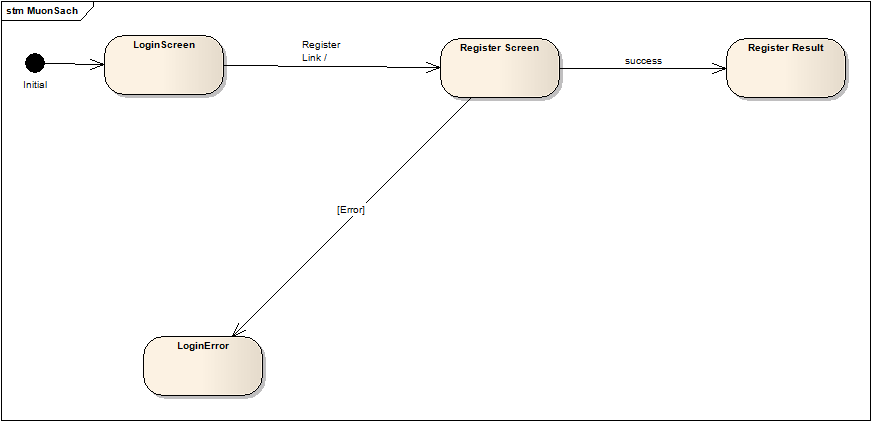 stm MuonSach
LoginScreen
Register
Link /
Register Screen
success
Register Result
Initial
[Error]
LoginError